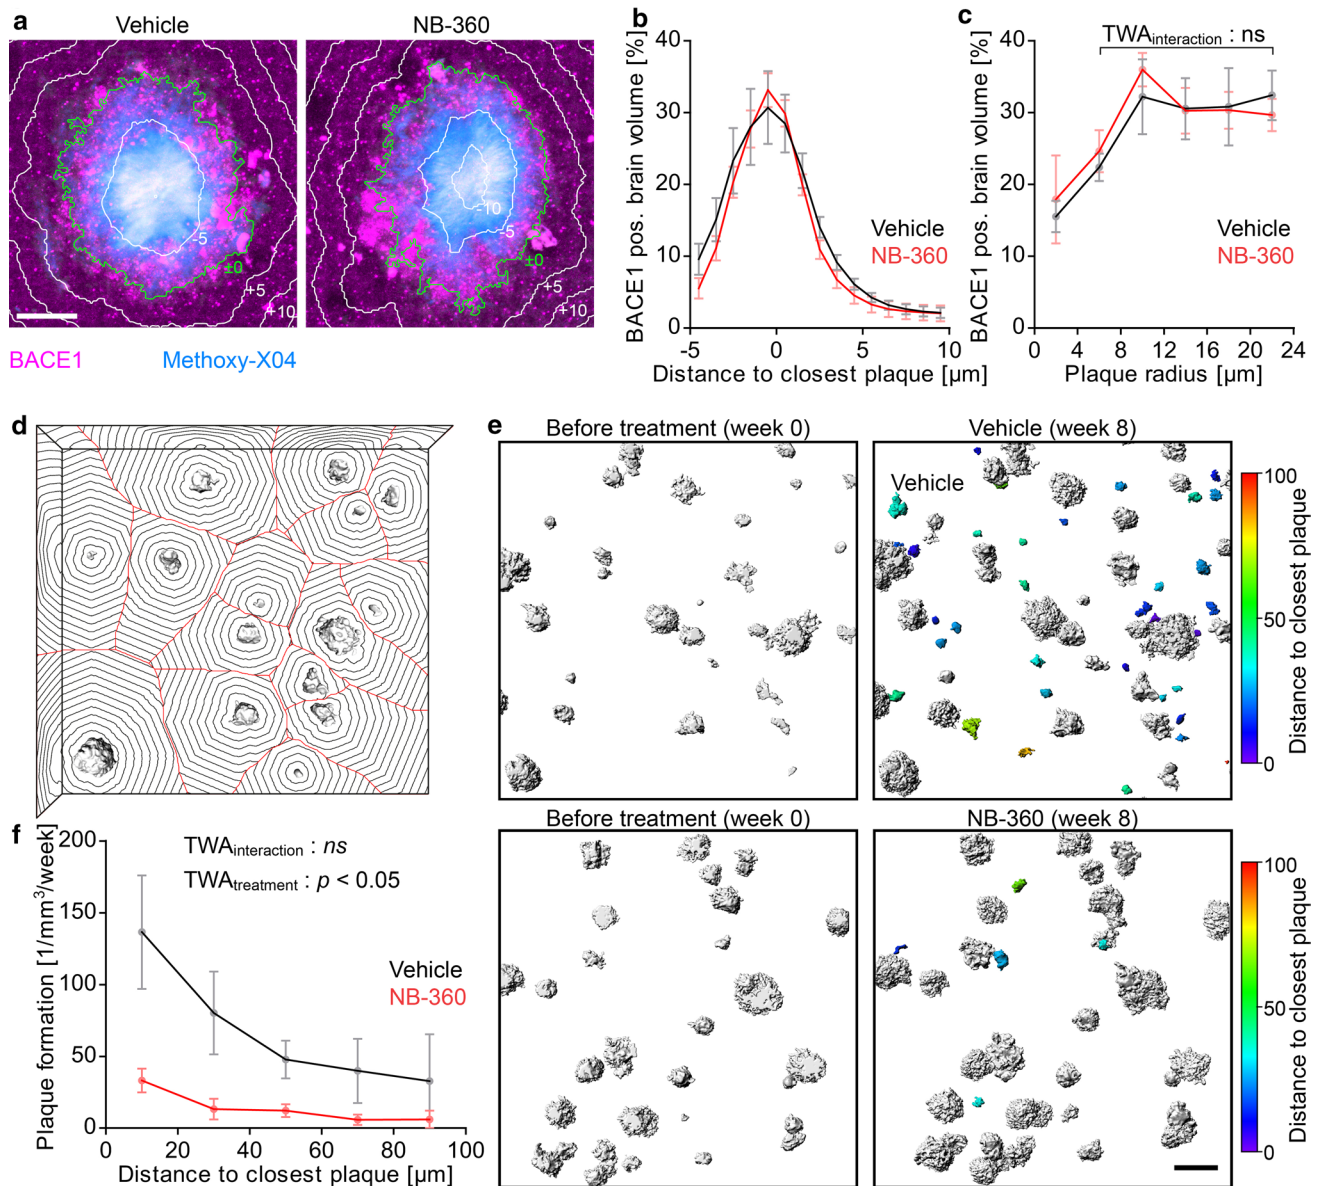 a
Vehicle
NB-360
-5
±0
+5
+10
-10
-5
±0
+5
+10
BACE1
Methoxy-X04
b
BACE1 pos. brain volume [%]
40
30
20
10
0
-5
0
5
10
Distance to closest plaque [µm]
Vehicle
NB-360
c
TWAinteraction : ns
BACE1 pos. brain volume [%]
40
30
20
10
0
0
4
8
12
16
20
24
Plaque radius [µm]
Vehicle
NB-360
d
e
Before treatment (week 0)
Vehicle (week 8)
Vehicle
100
50
0
Distance to closest plaque
Before treatment (week 0)
NB-360 (week 8)
100
50
0
Distance to closest plaque
f
TWAinteraction : ns
TWAtreatment : p < 0.05
Plaque formation [1/mm³/week]
200
150
100
50
0
0
20
40
60
80
100
Distance to closest plaque [µm]
Vehicle
NB-360